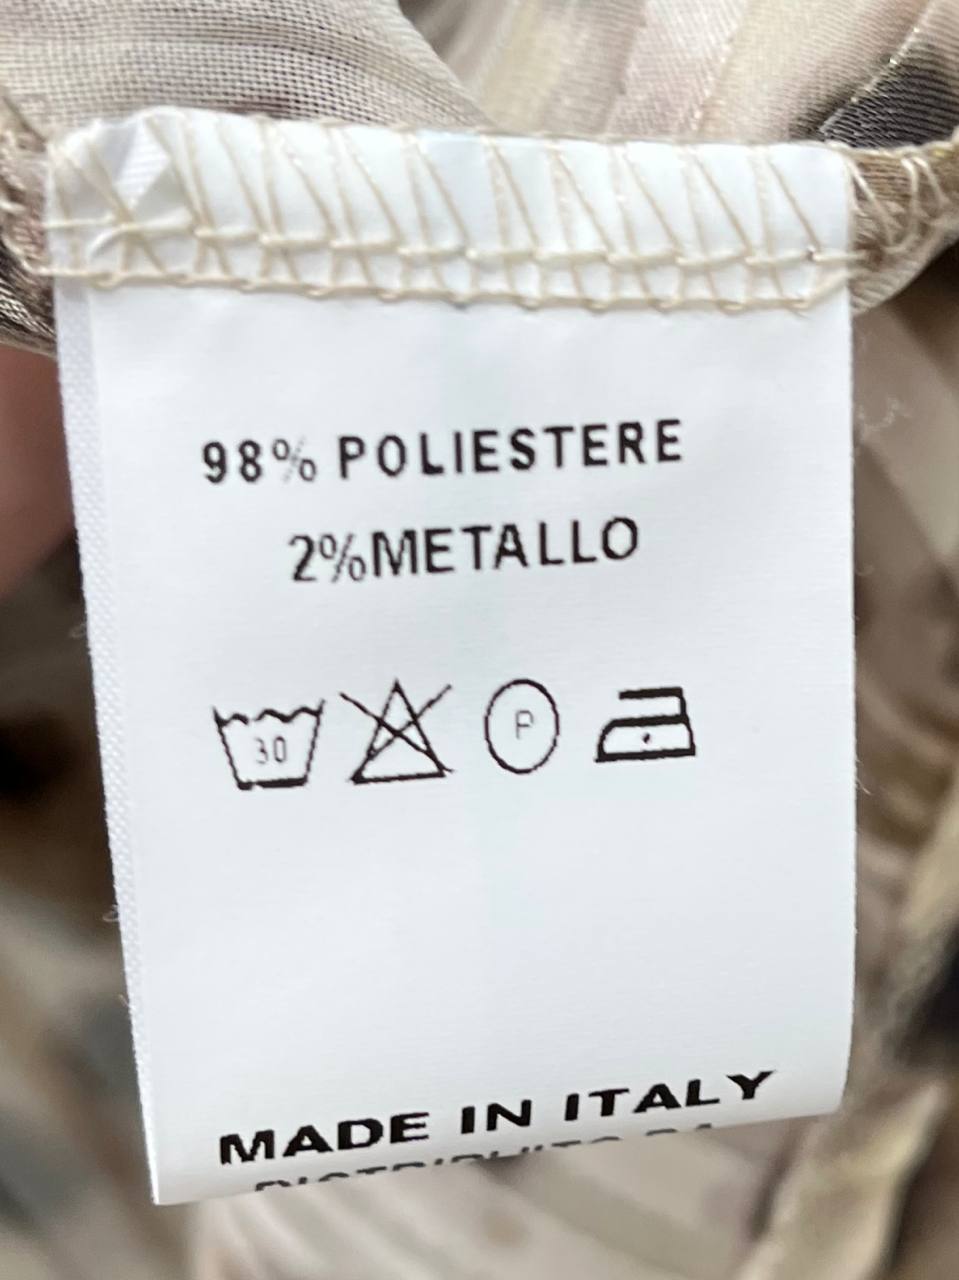 98% POLIESTERE
2%METALLO
30 P
MADE IN ITALY